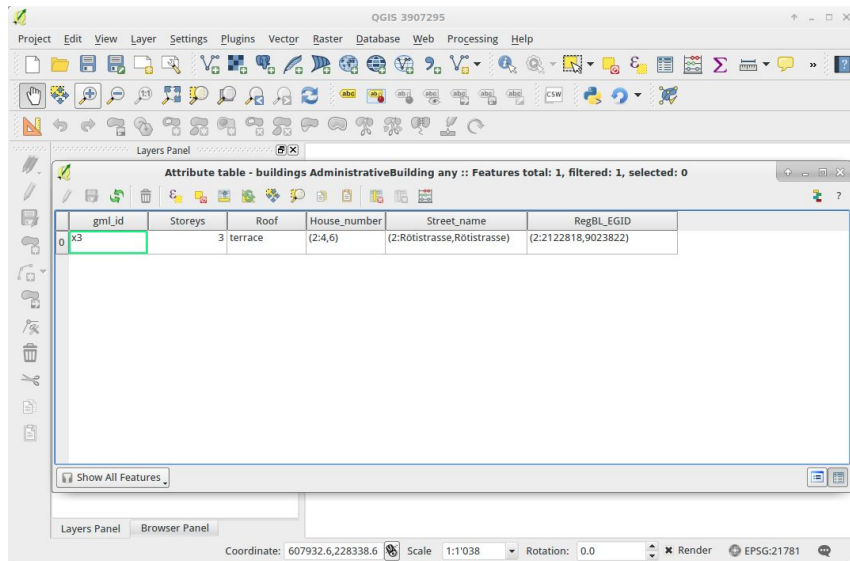 QGIS 3907295
Project Edit View Layer Settings Plugins Vector Raster Database Web Processing Help
Layers Panel
Attribute table - buildings AdministrativeBuilding any :: Features total: 1, filtered: 1, selected: 0
gml_id Storeys Roof House_number Street_name RegBL_EGID
0 x3 3 terrace (2:4,6) (2:Rötistrasse,Rötistrasse) (2:2122818,9023822)
Show All Features
Layers Panel Browser Panel
Coordinate: 607932.6,228338.6 Scale 1:1'038 Rotation: 0.0 Render EPSG:21781